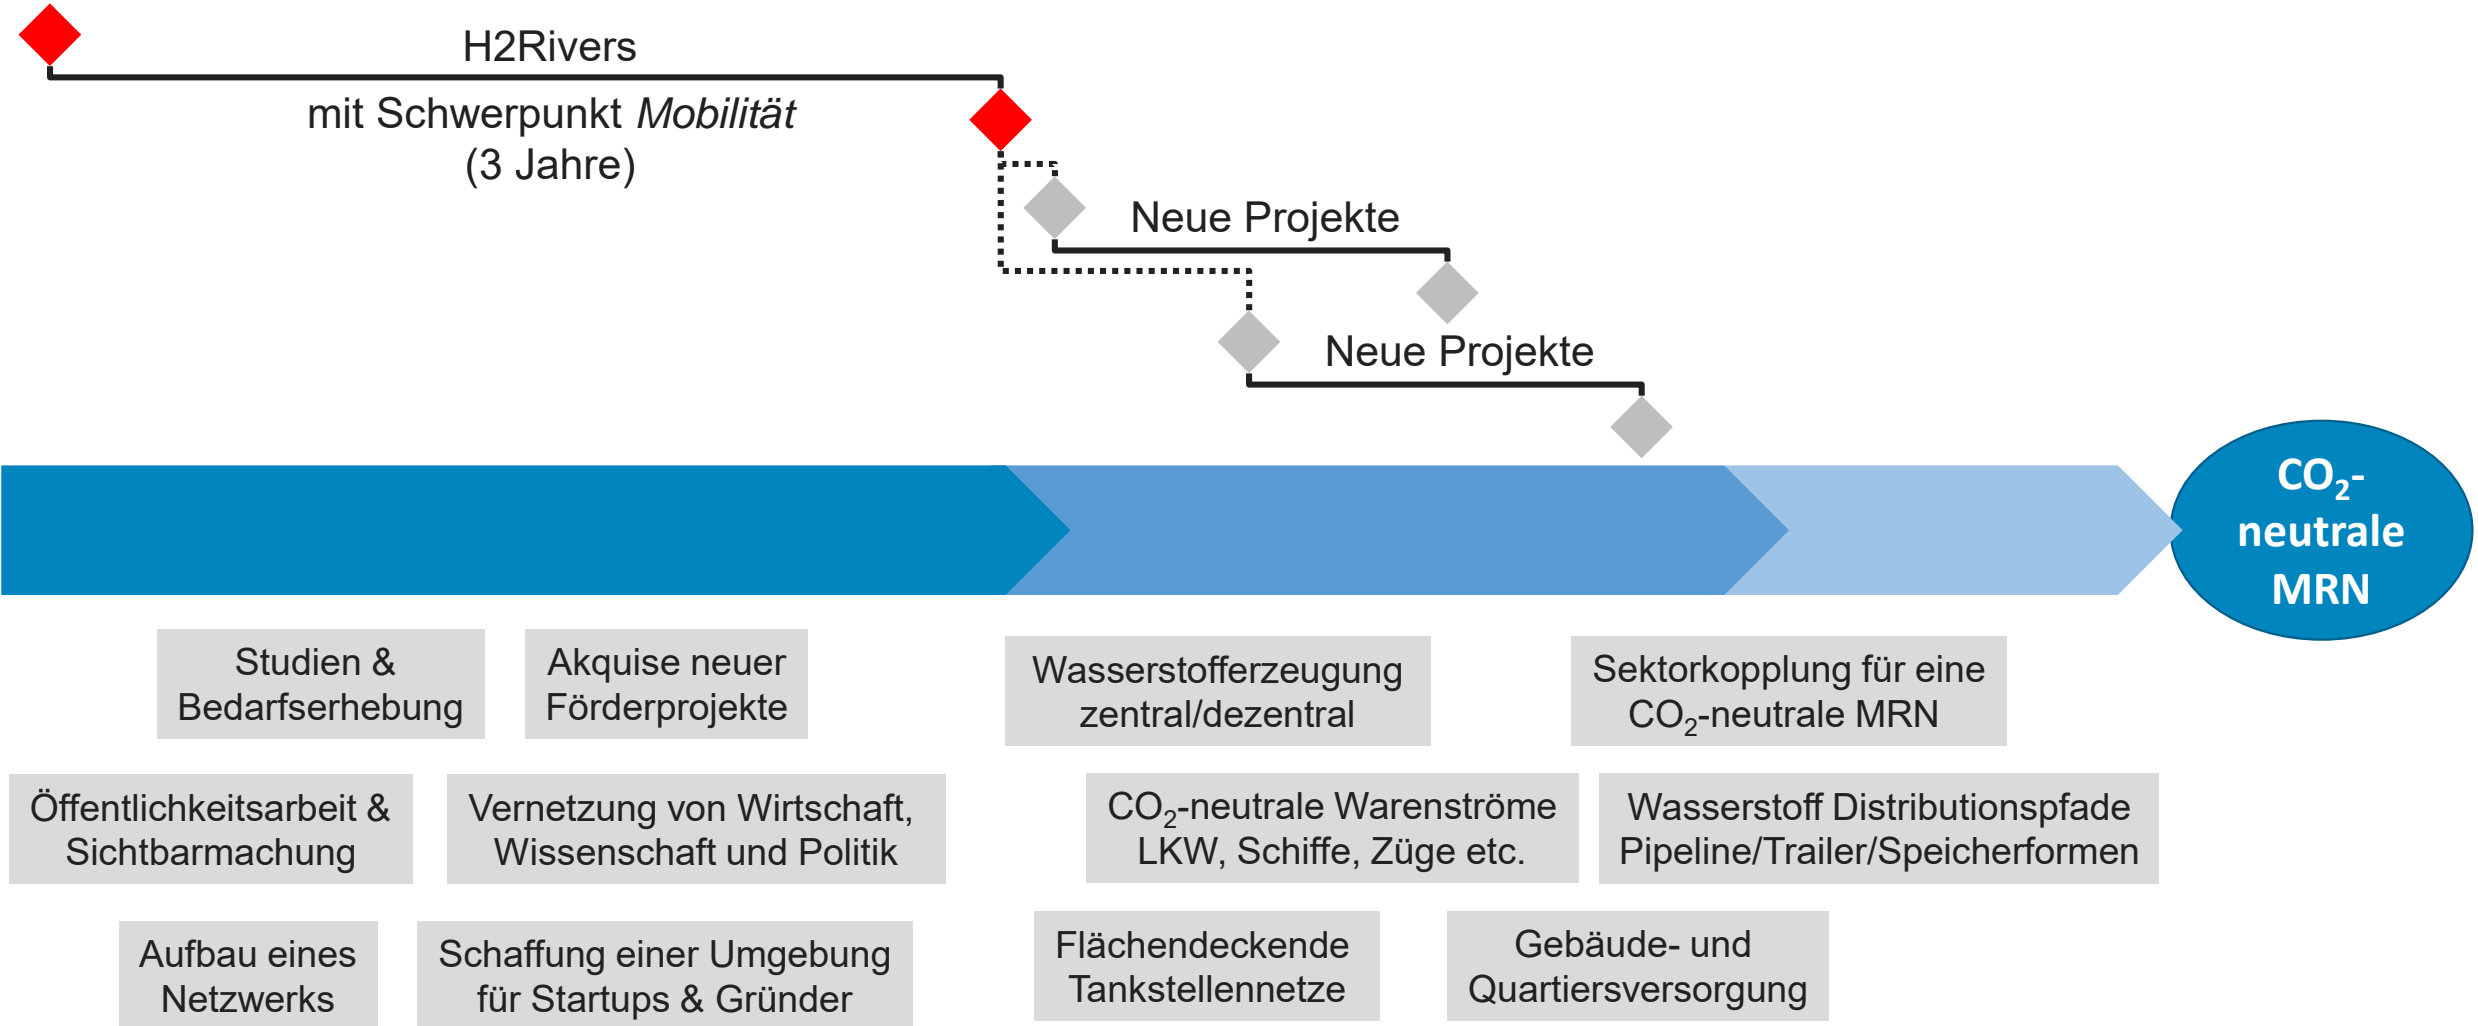 H2Rivers
mit Schwerpunkt Mobilität
(3 Jahre)
Neue Projekte
Neue Projekte
CO₂-
neutrale
MRN
Studien &
Bedarfserhebung
Akquise neuer
Förderprojekte
Wasserstofferzeugung
zentral/dezentral
Sektorkopplung für eine
CO₂-neutrale MRN
Öffentlichkeitsarbeit &
Sichtbarmachung
Vernetzung von Wirtschaft,
Wissenschaft und Politik
CO₂-neutrale Warenströme
LKW, Schiffe, Züge etc.
Wasserstoff Distributionspfade
Pipeline/Trailer/Speicherformen
Aufbau eines
Netzwerks
Schaffung einer Umgebung
für Startups & Gründer
Flächendeckende
Tankstellennetze
Gebäude- und
Quartiersversorgung